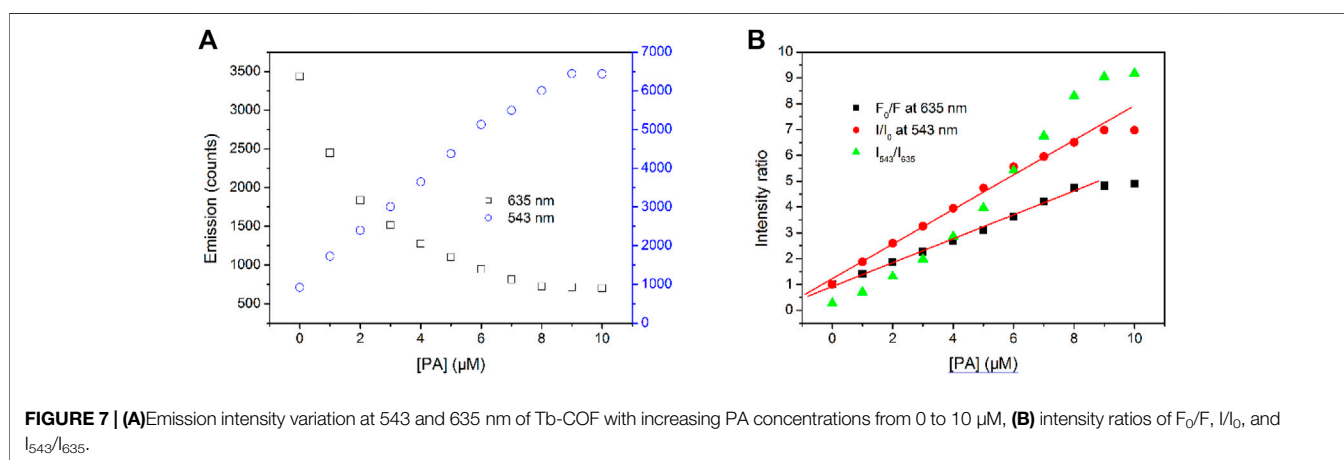 A
B
3500
3000
2500
2000
1500
1000
500
Emission (counts)
635 nm
543 nm
7000
6000
5000
4000
3000
2000
1000
0
0 2 4 6 8 10
[PA] (µM)
10
9
8
7
6
5
4
3
2
1
0
Intensity ratio
F₀/F at 635 nm
I/I₀ at 543 nm
I₅₄₃/I₆₃₅
0 2 4 6 8 10
[PA] (µM)
FIGURE 7 | (A)Emission intensity variation at 543 and 635 nm of Tb-COF with increasing PA concentrations from 0 to 10 µM, (B) intensity ratios of F₀/F, I/I₀, and
I₅₄₃/I₆₃₅.